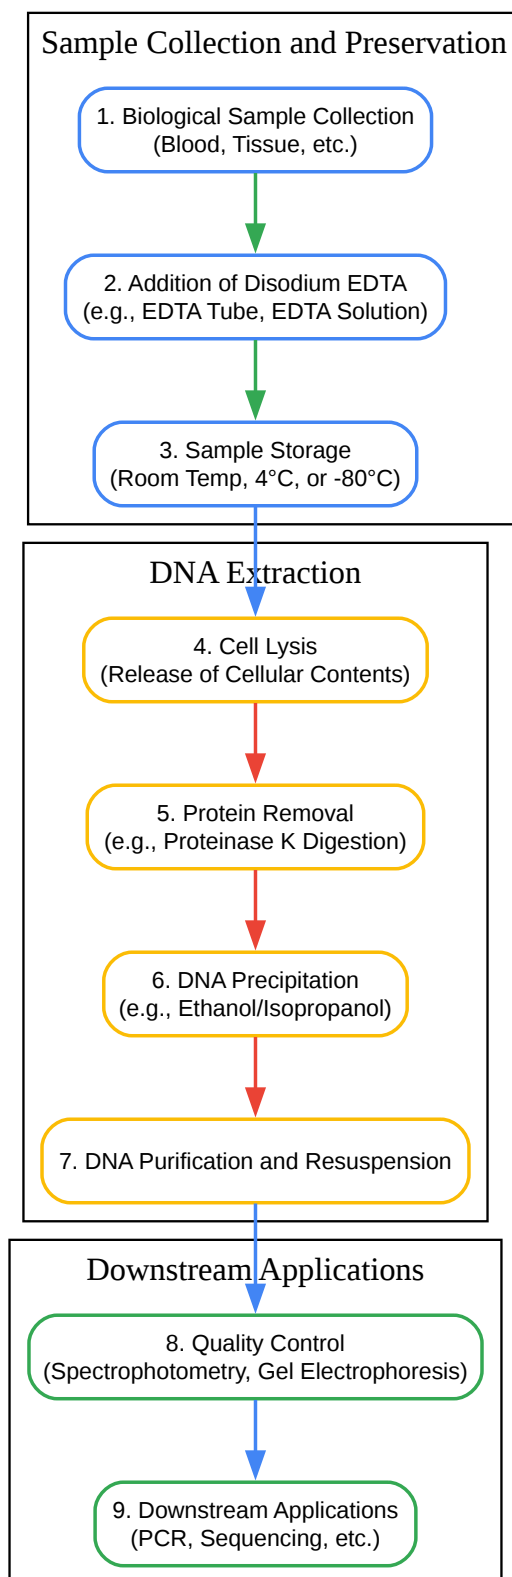 Sample Collection and Preservation
1. Biological Sample Collection
(Blood, Tissue, etc.)
2. Addition of Disodium EDTA
(e.g., EDTA Tube, EDTA Solution)
3. Sample Storage
(Room Temp, 4°C, or -80°C)
DNA Extraction
4. Cell Lysis
(Release of Cellular Contents)
5. Protein Removal
(e.g., Proteinase K Digestion)
6. DNA Precipitation
(e.g., Ethanol/Isopropanol)
7. DNA Purification and Resuspension
Downstream Applications
8. Quality Control
(Spectrophotometry, Gel Electrophoresis)
9. Downstream Applications
(PCR, Sequencing, etc.)